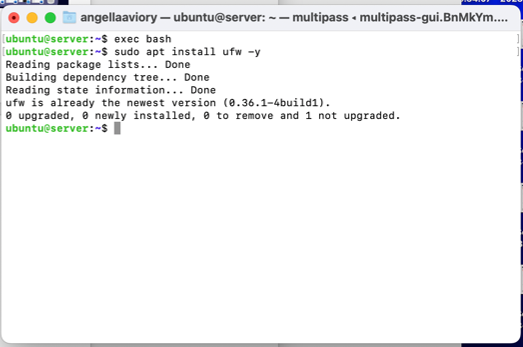 angellaaviory — ubuntu@server: ~ — multipass ◂ multipass-gui.BnMkYm....
[ubuntu@server:~$ exec bash ]
[ubuntu@server:~$ sudo apt install ufw -y ]
Reading package lists... Done
Building dependency tree... Done
Reading state information... Done
ufw is already the newest version (0.36.1-4build1).
0 upgraded, 0 newly installed, 0 to remove and 1 not upgraded.
ubuntu@server:~$